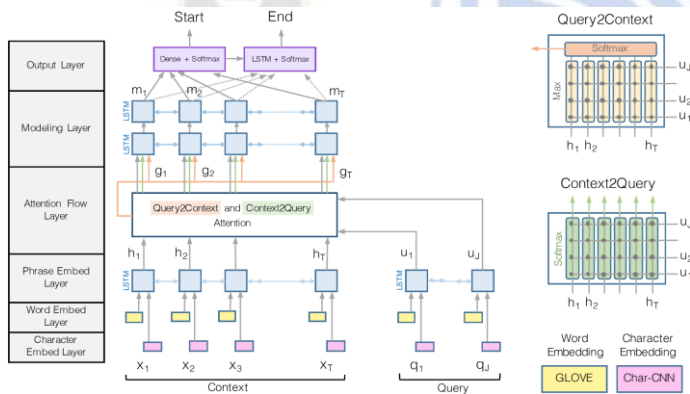 Start End
Output Layer
Dense + Softmax
LSTM + Softmax
m1 m2 mT
Modeling Layer
LSTM
LSTM
g1 g2 gT
Attention Flow
Layer
Query2Context and Context2Query
Attention
h1 h2 hT
u1 uJ
Phrase Embed
Layer
LSTM
LSTM
Word Embed
Layer
Character
Embed Layer
x1 x2 x3 xT
q1 qJ
Context
Query
Query2Context
Softmax
Max
uJ
u2
u1
h1 h2 hT
Context2Query
Softmax
uJ
u2
u1
h1 h2 hT
Word
Embedding
GLOVE
Character
Embedding
Char-CNN